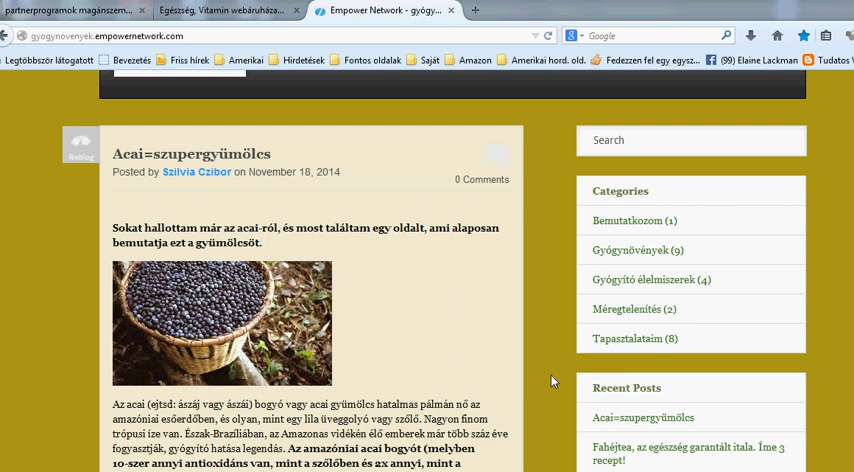 partnerprogramok magánszem...
Egészség, Vitamin webáruháza...
Empower Network - gyógy...
gyogynovenyek.empowernetwork.com
Google
Legtöbbször látogatott
Bevezetés
Friss hírek
Amerikai
Hirdetések
Fontos oldalak
Saját
Amazon
Amerikai hord. old.
Fedezzen fel egy egysz...
(99) Elaine Lackman
Tudatos V
Reblog
Acai=szupergyümölcs
Posted by Szilvia Czibor on November 18, 2014
0 Comments
Sokat hallottam már az acai-ról, és most találtam egy oldalt, ami alaposan
bemutatja ezt a gyümölcsöt.
Az acai (ejtsd: ászáj vagy ászái) bogyó vagy acai gyümölcs hatalmas pálmán nő az
amazóniai esőerdőben, és olyan, mint egy lila üveggolyó vagy szőlő. Nagyon finom
trópusi íze van. Észak-Brazíliában, az Amazonas vidékén élő emberek már több száz éve
fogyasztják, gyógyító hatása legendás. Az amazóniai acai bogyót (melyben
10-szer annyi antioxidáns van, mint a szőlőben és 2x annyi, mint a
Search
Categories
Bemutatkozom (1)
Gyógynövények (9)
Gyógyító élelmiszerek (4)
Méregtelenítés (2)
Tapasztalataim (8)
Recent Posts
Acai=szupergyümölcs
Fahéjtea, az egészség garantált itala. Íme 3
recept!